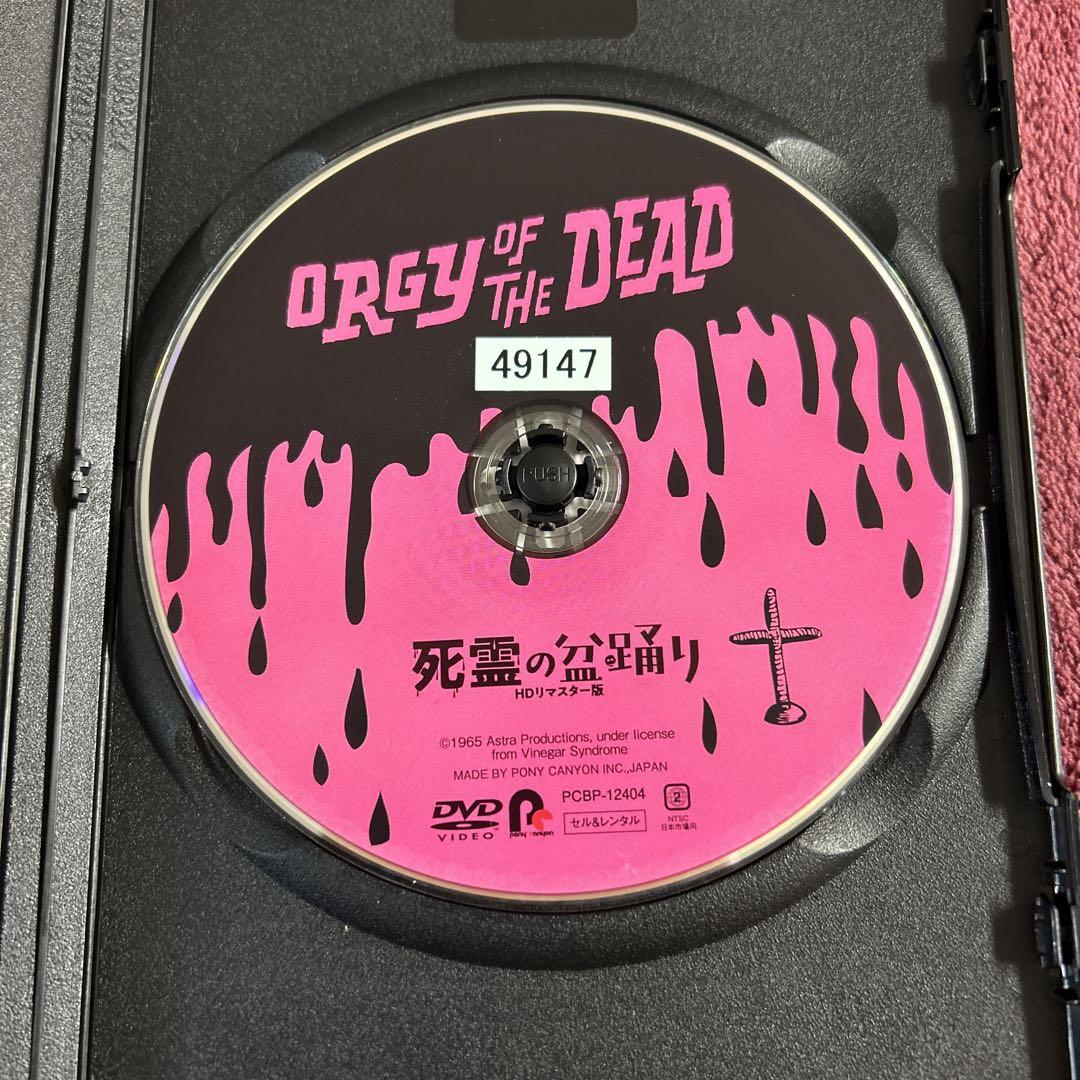 ORGY OF THE DEAD
49147
PUSH
死霊の盆踊り
HDリマスター版
©1965 Astra Productions, under license
from Vinegar Syndrome
MADE BY PONY CANYON INC.,JAPAN
DVD
VIDEO
pony canyon
PCBP-12404
セル&レンタル
2
NTSC
日本市場向